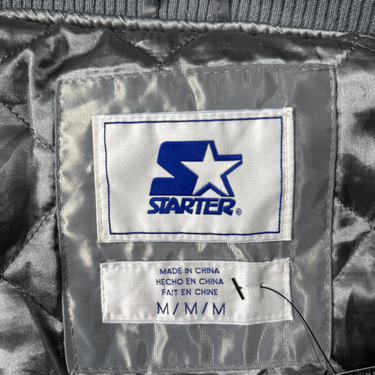 STARTER®
MADE IN CHINA
HECHO EN CHINA
FAIT EN CHINE
M/M/M